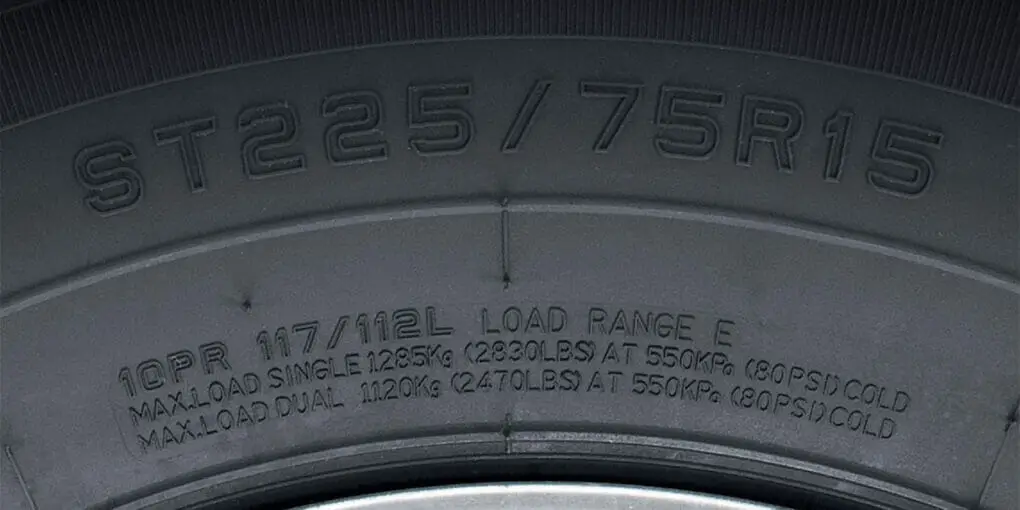 ST225/75R15
10PR 117/112L LOAD RANGE E
MAX.LOAD SINGLE 1285Kg (2830LBS) AT 550KPa (80PSI) COLD
MAX.LOAD DUAL 1120Kg (2470LBS) AT 550KPa (80PSI) COLD